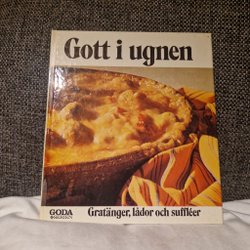 Gott i ugnen
GODA
Gratänger, lådor och suffléer